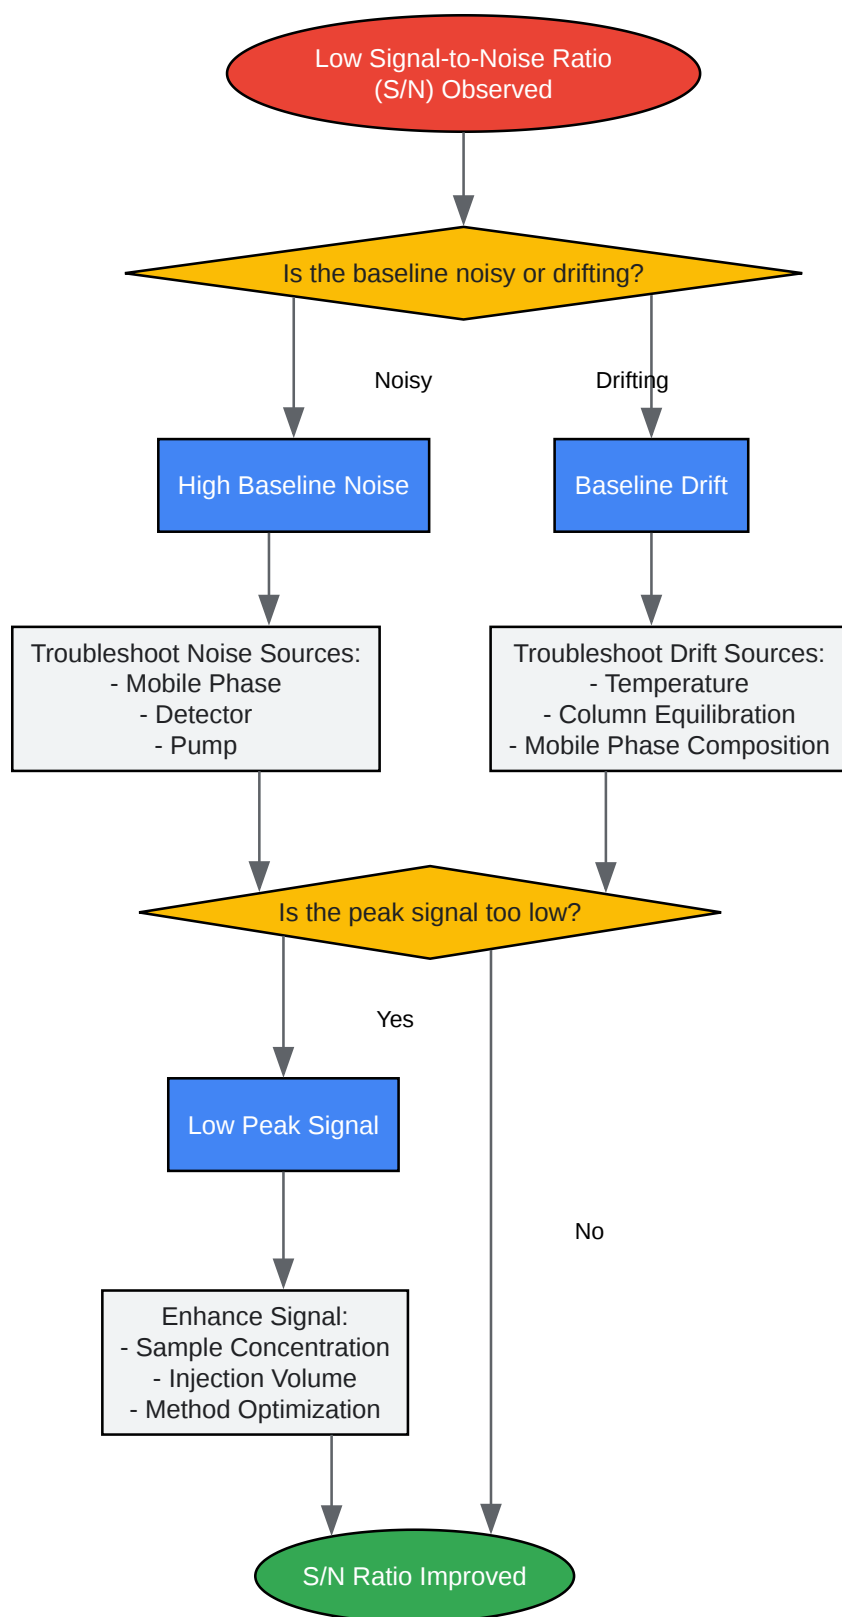 Low Signal-to-Noise Ratio
(S/N) Observed
Is the baseline noisy or drifting?
Noisy
Drifting
High Baseline Noise
Baseline Drift
Troubleshoot Noise Sources:
- Mobile Phase
- Detector
- Pump
Troubleshoot Drift Sources:
- Temperature
- Column Equilibration
- Mobile Phase Composition
Is the peak signal too low?
Yes
Low Peak Signal
No
Enhance Signal:
- Sample Concentration
- Injection Volume
- Method Optimization
S/N Ratio Improved